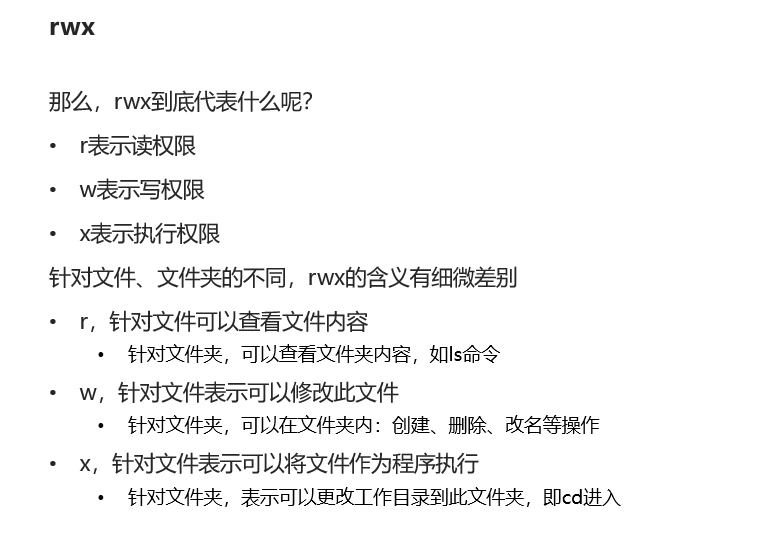 rwx
那么，rwx到底代表什么呢？
• r表示读权限
• w表示写权限
• x表示执行权限
针对文件、文件夹的不同，rwx的含义有细微差别
• r，针对文件可以查看文件内容
• 针对文件夹，可以查看文件夹内容，如ls命令
• w，针对文件表示可以修改此文件
• 针对文件夹，可以在文件夹内：创建、删除、改名等操作
• x，针对文件表示可以将文件作为程序执行
• 针对文件夹，表示可以更改工作目录到此文件夹，即cd进入